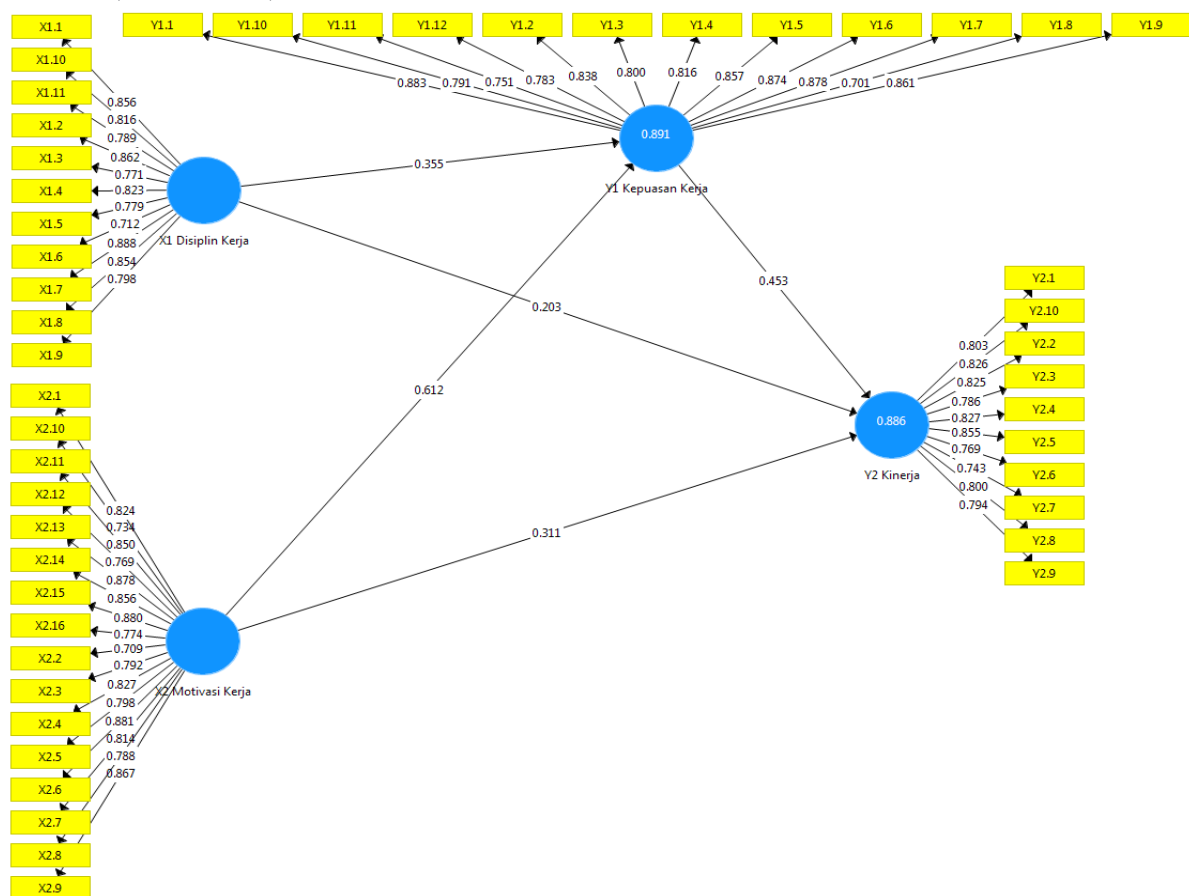 X1.1
X1.10
X1.11
X1.2
X1.3
X1.4
X1.5
X1.6
X1.7
X1.8
X1.9
0.856
0.816
0.789
0.862
0.771
0.823
0.779
0.712
0.888
0.854
0.798
X1 Disiplin Kerja
Y1.1 Y1.10 Y1.11 Y1.12 Y1.2 Y1.3 Y1.4 Y1.5 Y1.6 Y1.7 Y1.8 Y1.9
0.883 0.791 0.751 0.783 0.838 0.800 0.816 0.857 0.874 0.878 0.701 0.861
0.891
Y1 Kepuasan Kerja
0.355
0.203
0.453
0.612
0.311
X2.1
X2.10
X2.11
X2.12
X2.13
X2.14
X2.15
X2.16
X2.2
X2.3
X2.4
X2.5
X2.6
X2.7
X2.8
X2.9
0.824
0.734
0.850
0.769
0.878
0.856
0.880
0.774
0.709
0.792
0.827
0.798
0.881
0.814
0.788
0.867
X2 Motivasi Kerja
0.886
Y2 Kinerja
0.803
0.826
0.825
0.786
0.827
0.855
0.769
0.743
0.800
0.794
Y2.1
Y2.10
Y2.2
Y2.3
Y2.4
Y2.5
Y2.6
Y2.7
Y2.8
Y2.9